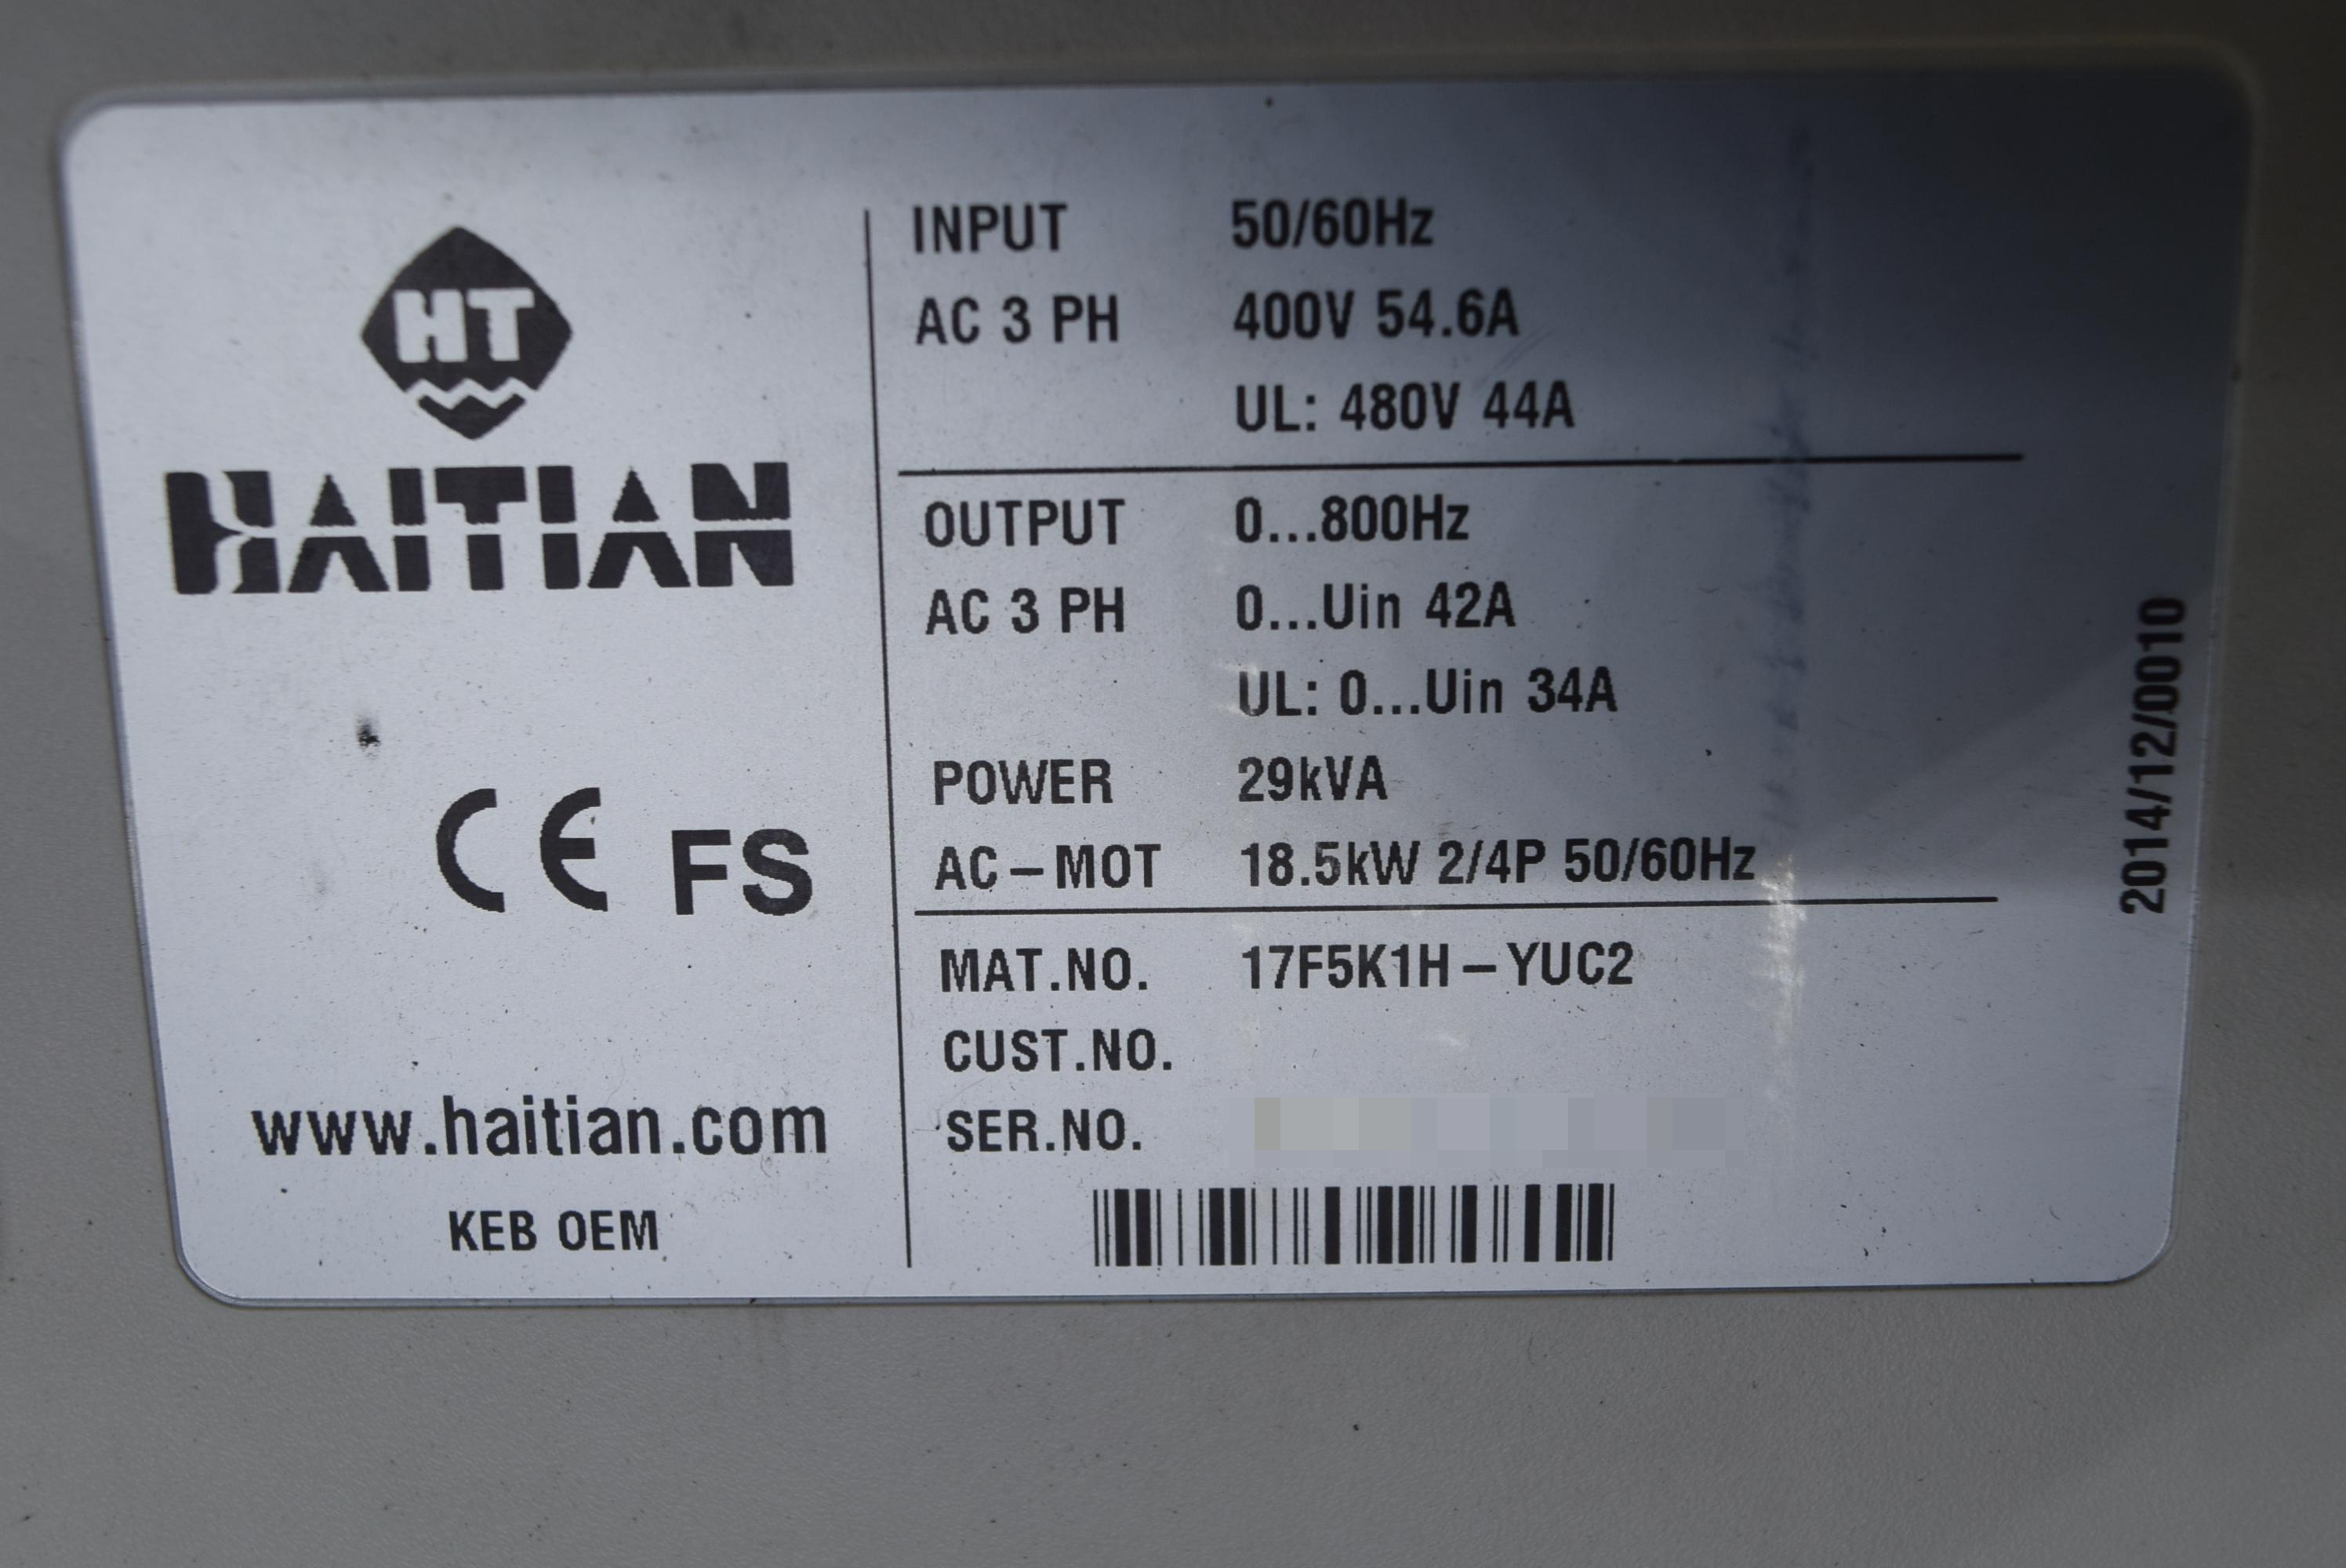 HT
HAITIAN
CE FS
www.haitian.com
KEB OEM
INPUT 50/60Hz
AC 3 PH 400V 54.6A
UL: 480V 44A
OUTPUT 0...800Hz
AC 3 PH 0...Uin 42A
UL: 0...Uin 34A
POWER 29kVA
AC-MOT 18.5kW 2/4P 50/60Hz
MAT.NO. 17F5K1H-YUC2
CUST.NO.
SER.NO.
2014/12/0010